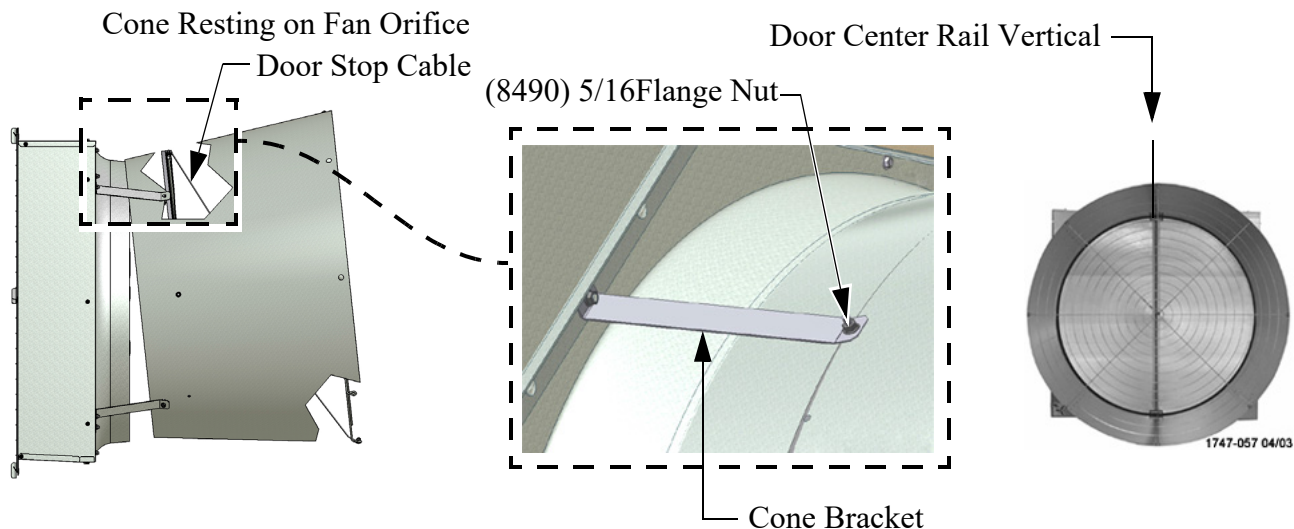 Cone Resting on Fan Orifice
Door Stop Cable
(8490) 5/16Flange Nut
Door Center Rail Vertical
1747-057 04/03
Cone Bracket